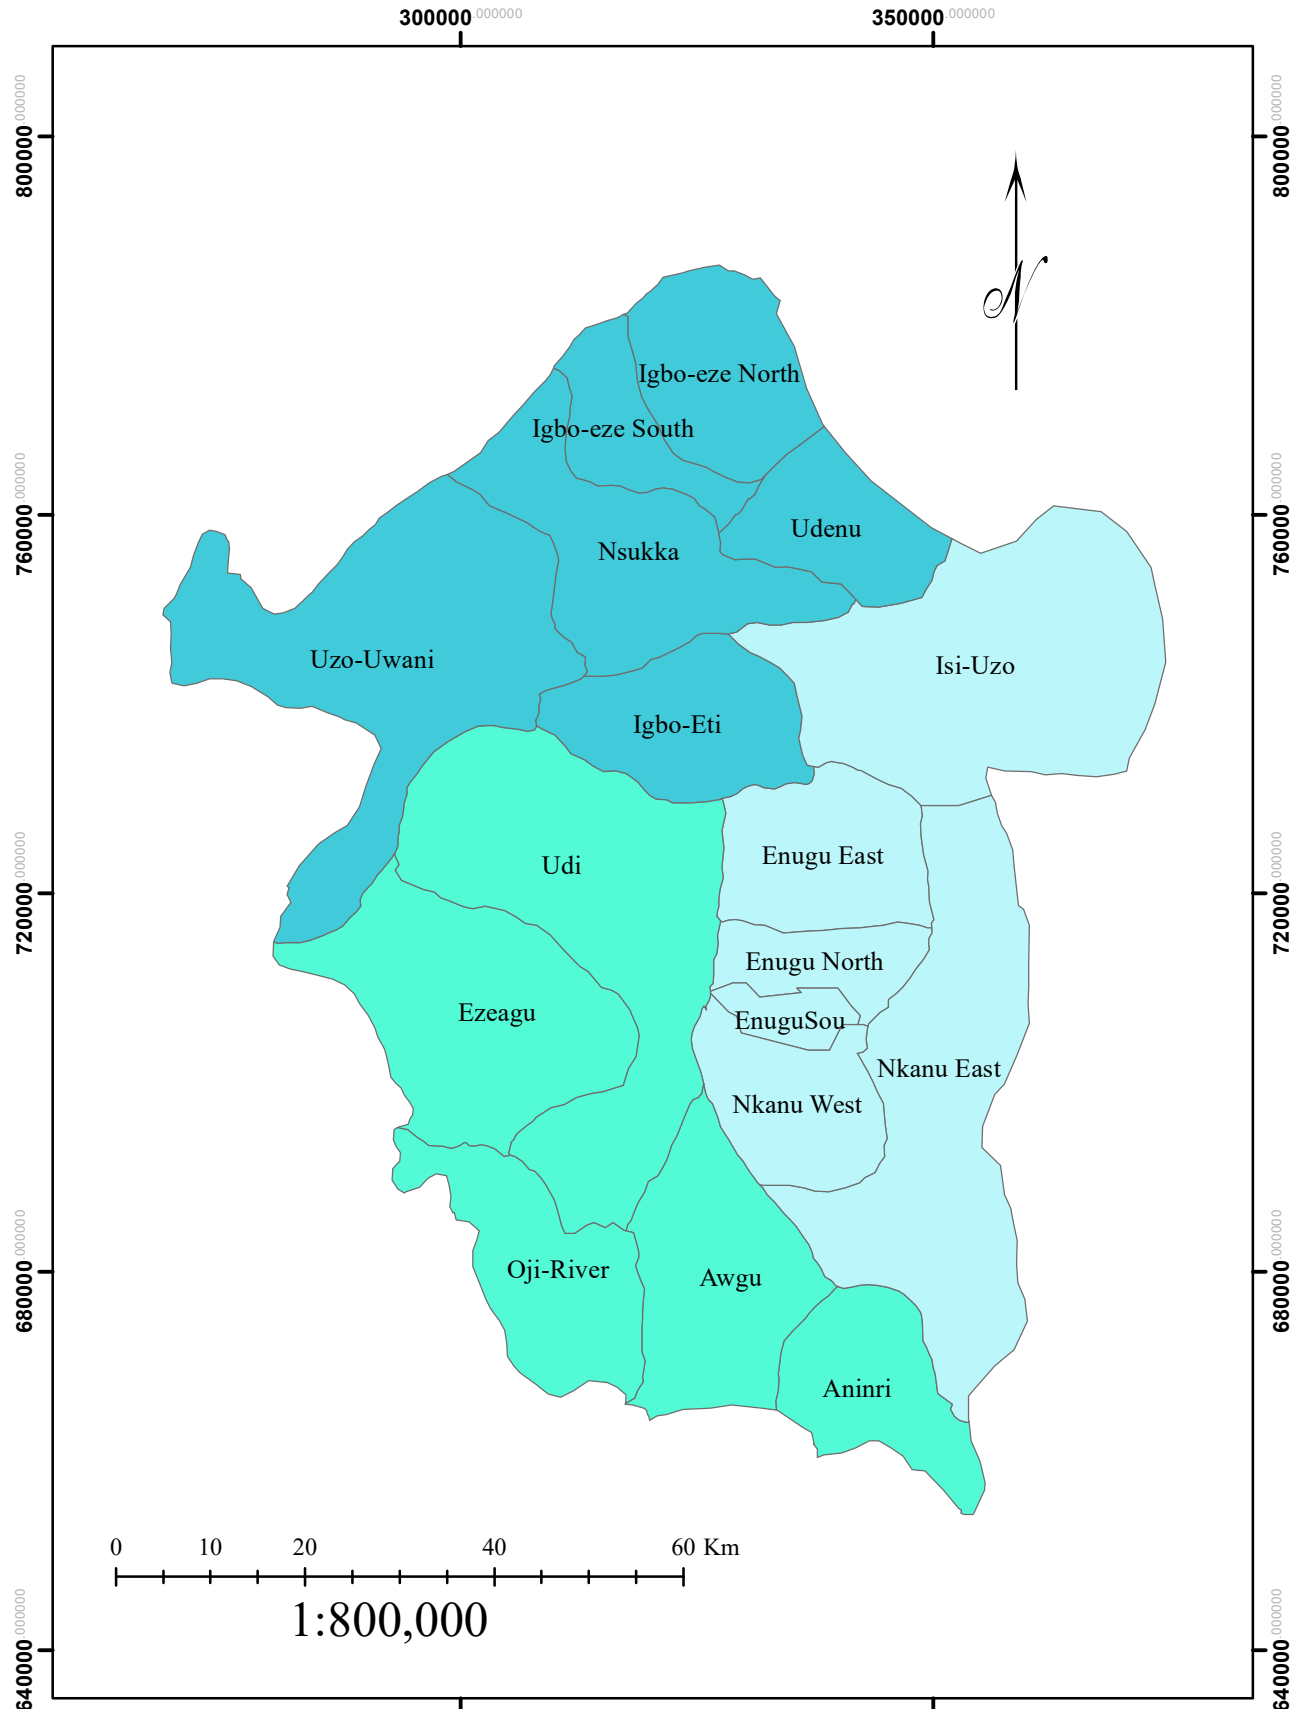 300000.000000 350000.000000
800000.000000
800000.000000
N
Igbo-eze North
Igbo-eze South
760000.000000
760000.000000
Udenu
Nsukka
Uzo-Uwani
Isi-Uzo
Igbo-Eti
Enugu East
Udi
720000.000000
720000.000000
Enugu North
Ezeagu
EnuguSou
Nkanu East
Nkanu West
680000.000000
680000.000000
Oji-River
Awgu
Aninri
0 10 20 40 60 Km
1:800,000
640000.000000
640000.000000